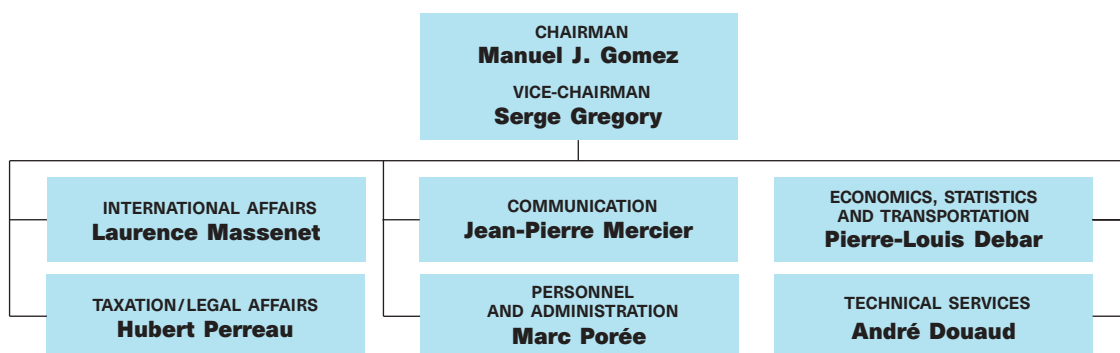 CHAIRMAN
Manuel J. Gomez
VICE-CHAIRMAN
Serge Gregory
INTERNATIONAL AFFAIRS
Laurence Massenet
COMMUNICATION
Jean-Pierre Mercier
ECONOMICS, STATISTICS
AND TRANSPORTATION
Pierre-Louis Debar
TAXATION/LEGAL AFFAIRS
Hubert Perreau
PERSONNEL
AND ADMINISTRATION
Marc Porée
TECHNICAL SERVICES
André Douaud